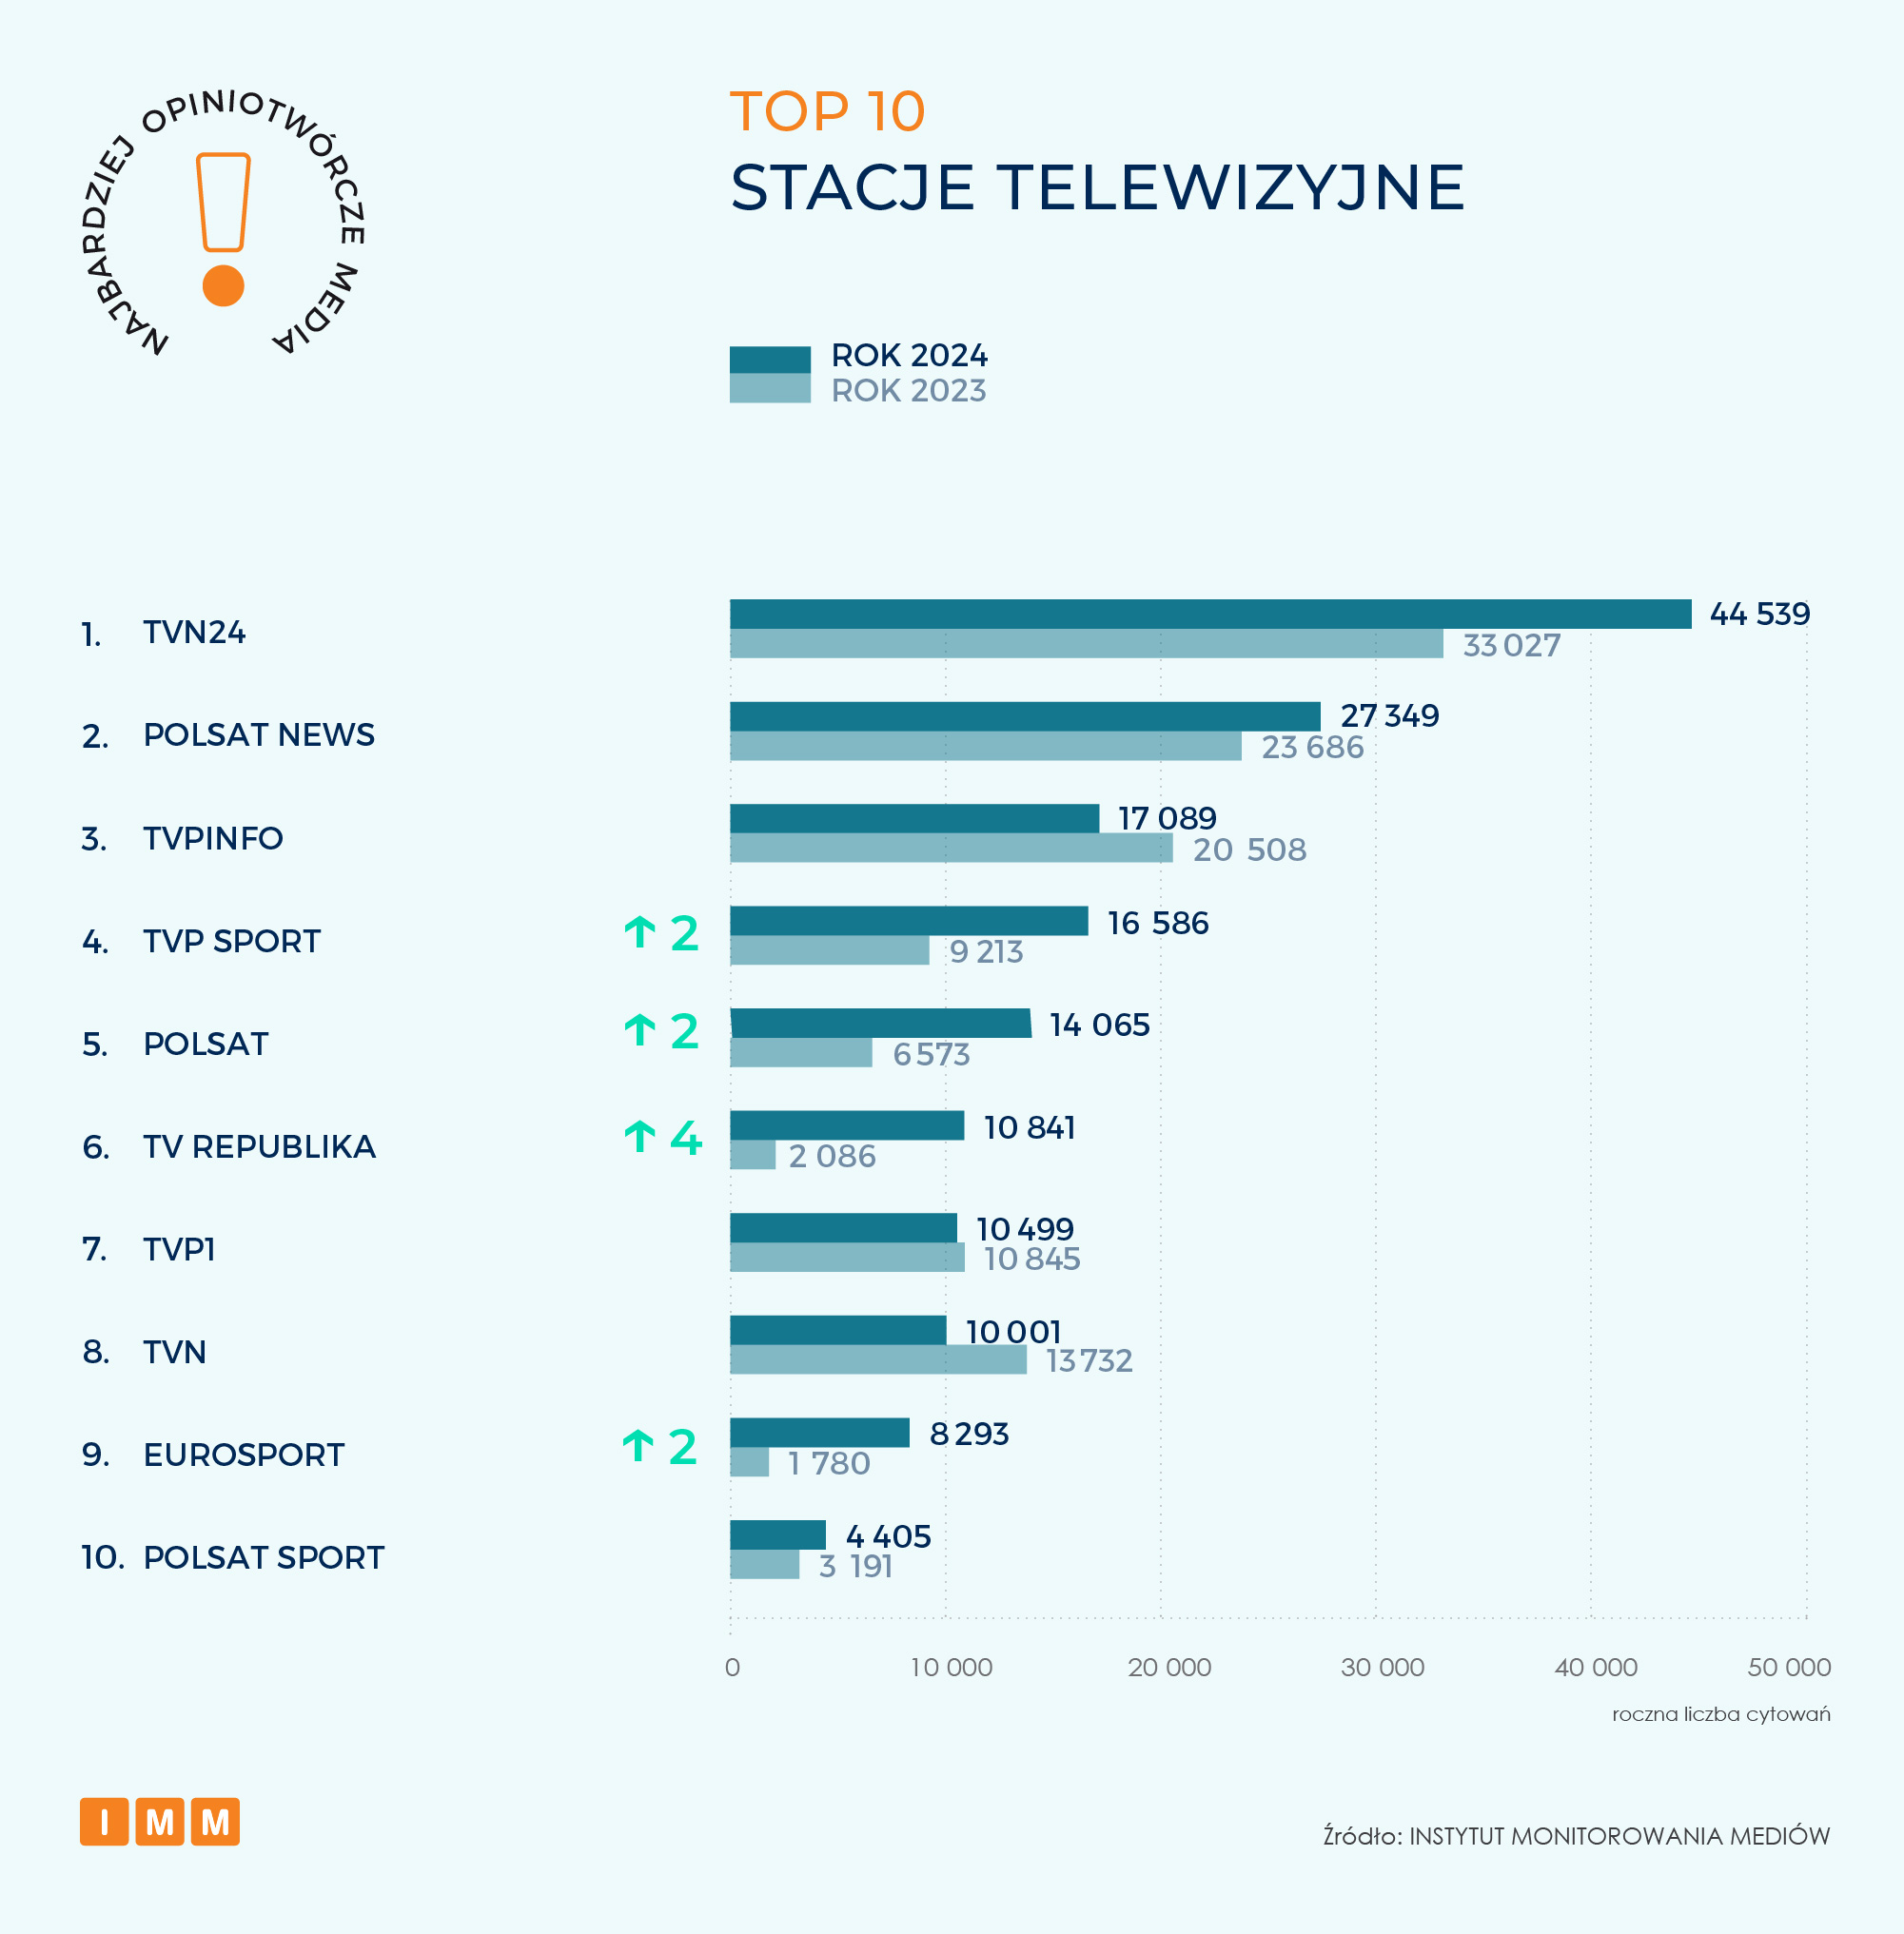 NAJBARDZIEJ OPINIOTWÓRCZE MEDIA
TOP 10
STACJE TELEWIZYJNE
ROK 2024
ROK 2023
1. TVN24 44 539
33 027
2. POLSAT NEWS 27 349
23 686
3. TVPINFO 17 089
20 508
4. TVP SPORT ↑ 2 16 586
9 213
5. POLSAT ↑ 2 14 065
6 573
6. TV REPUBLIKA ↑ 4 10 841
2 086
7. TVP1 10 499
10 845
8. TVN 10 001
13 732
9. EUROSPORT ↑ 2 8 293
1 780
10. POLSAT SPORT 4 405
3 191
0 10 000 20 000 30 000 40 000 50 000
roczna liczba cytowań
IMM
Źródło: INSTYTUT MONITOROWANIA MEDIÓW